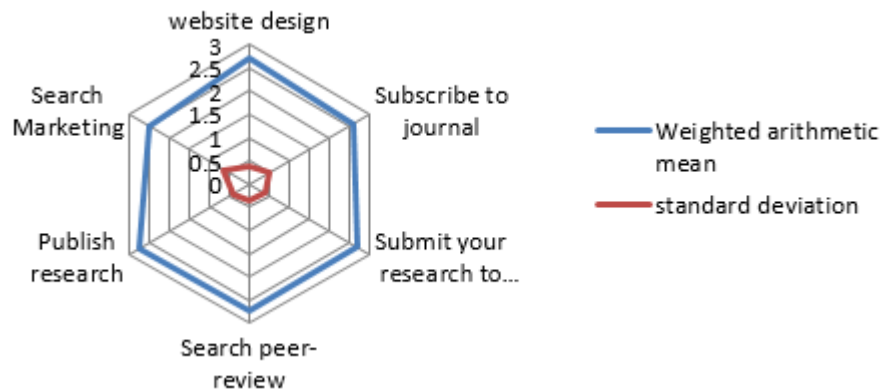 website design
3
2.5
2
1.5
1
0.5
0
Subscribe to
journal
Submit your
research to...
Search peer-
review
Publish
research
Search
Marketing
Weighted arithmetic
mean
standard deviation